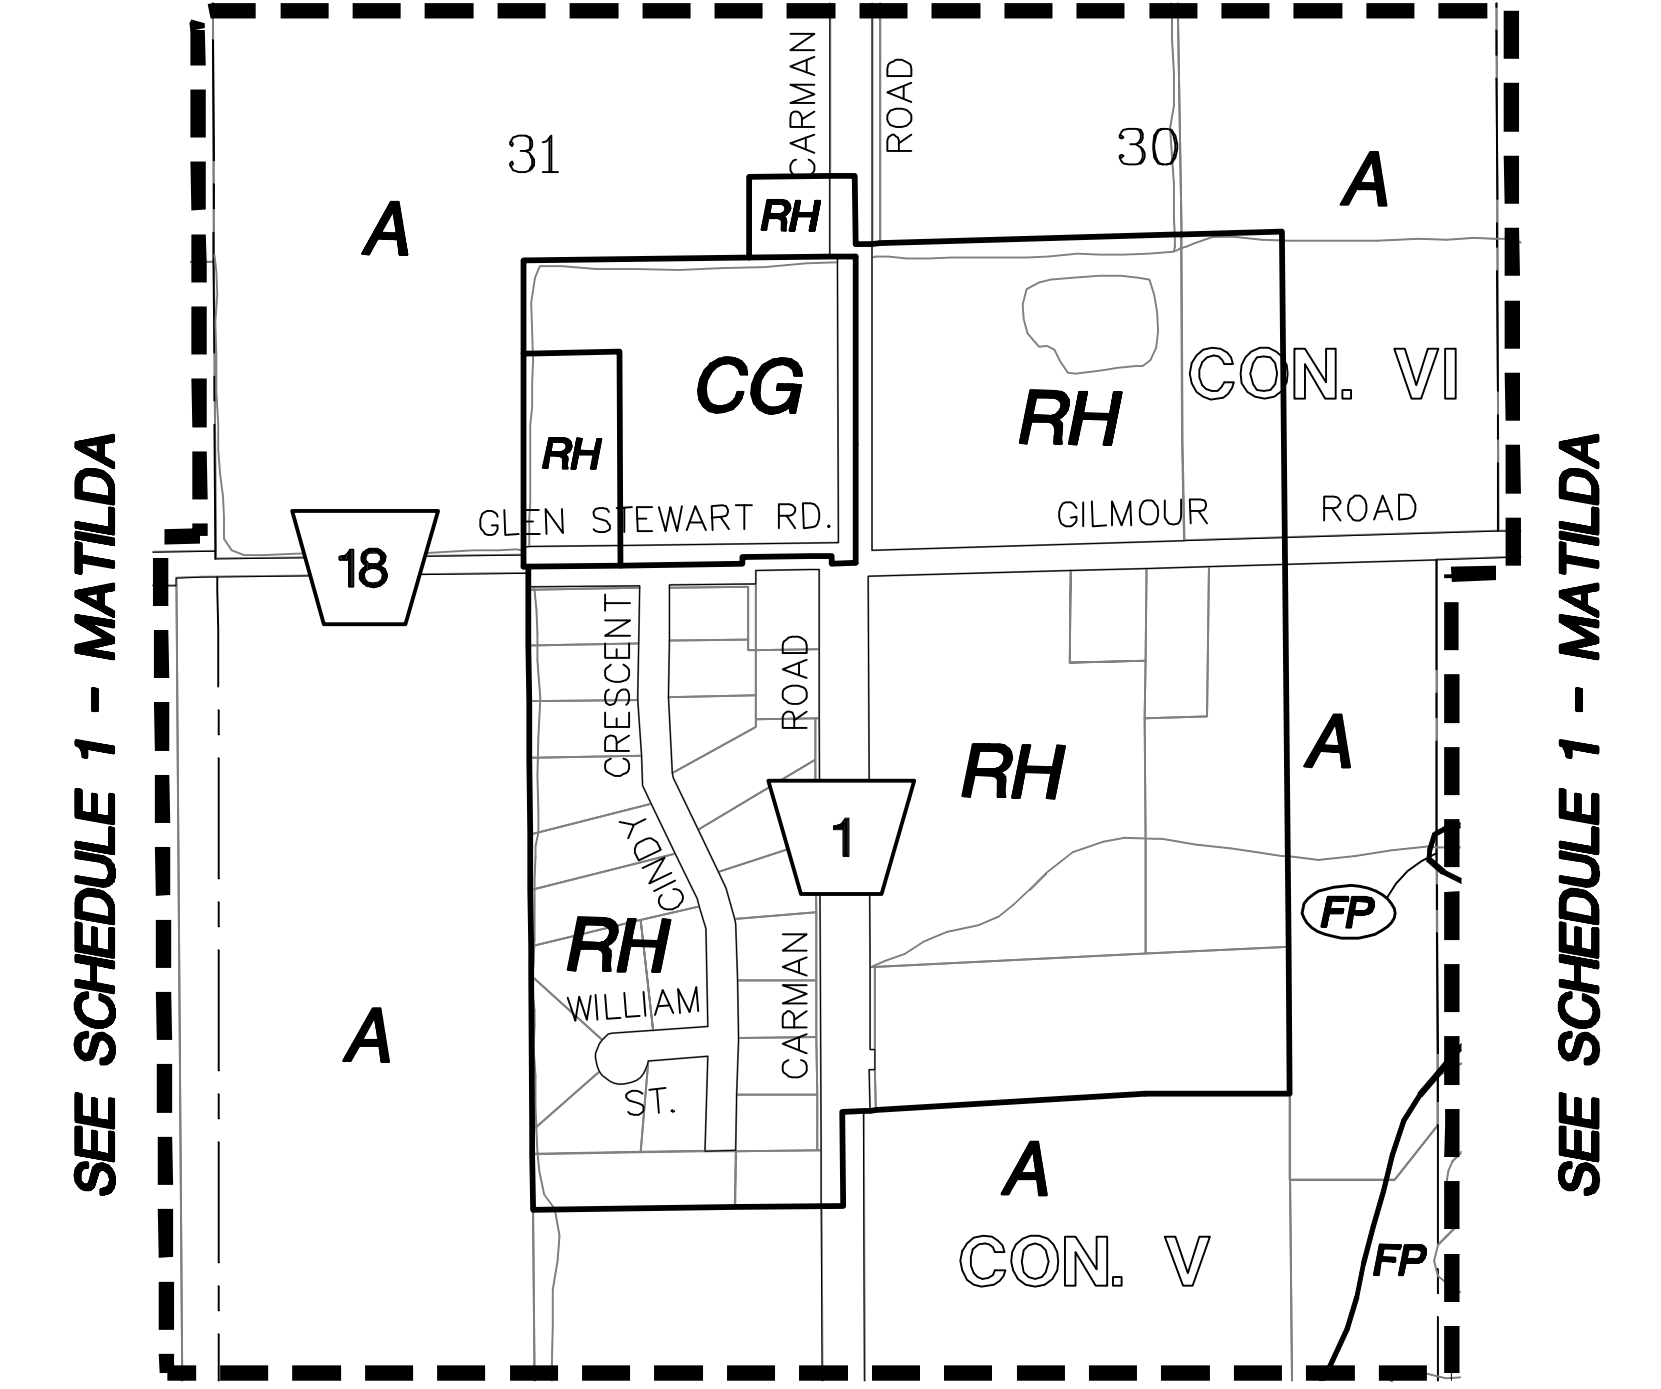 CARMAN
ROAD
31
30
A
A
RH
CG
CON. VI
RH
RH
GLEN STEWART RD.
GILMOUR ROAD
18
SEE SCHEDULE 1 - MATILDA
SEE SCHEDULE 1 - MATILDA
CRESCENT
ROAD
RH
A
1
CINDY
FP
RH
WILLIAM
CARMAN
A
ST.
A
CON. V
FP